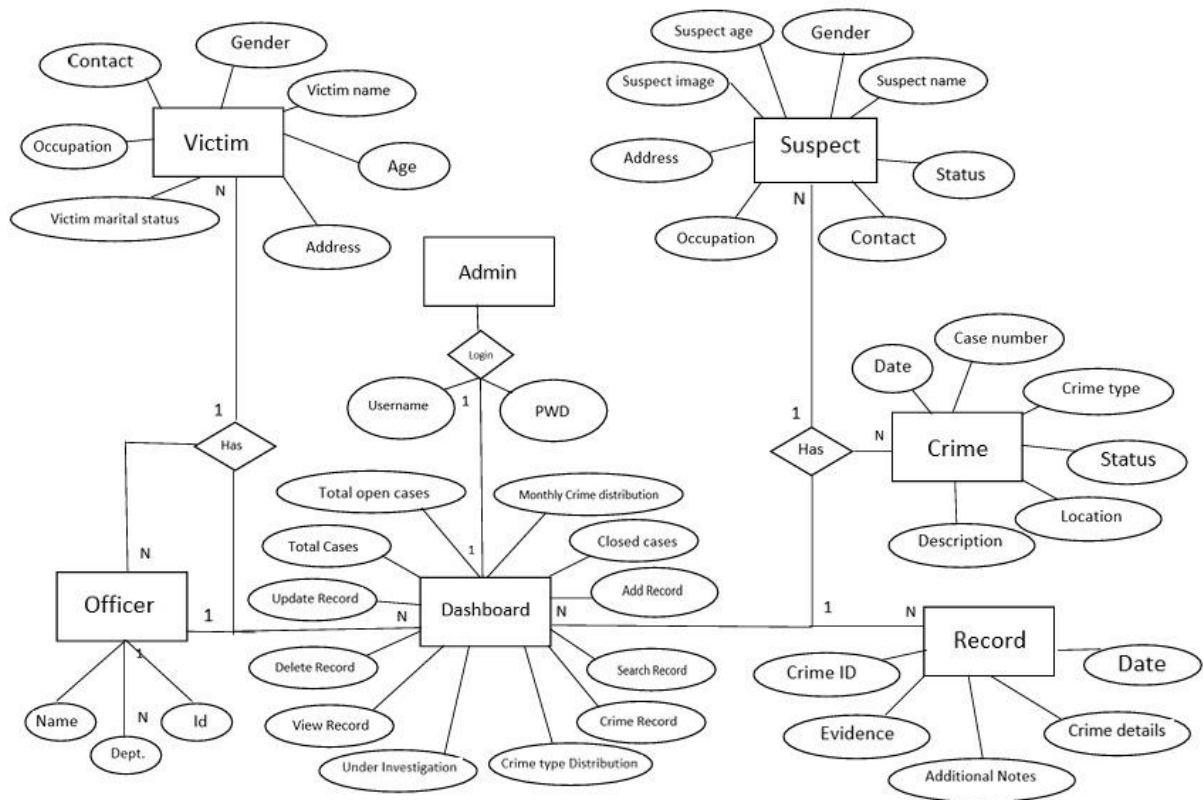 Gender
Contact
Victim name
Victim
Occupation
Age
N
Victim marital status
Address
Suspect age
Gender
Suspect image
Suspect name
Suspect
Address
Status
N
Occupation
Contact
Admin
Login
Username
1
PWD
Case number
Date
Crime type
1
N
Crime
Has
Status
Location
Description
1
Has
N
Total open cases
Monthly Crime distribution
Total Cases
1
Closed cases
Update Record
Dashboard
Add Record
N
N
Delete Record
Search Record
View Record
Crime Record
Under Investigation
Crime type Distribution
Officer
1
1
Name
N
Id
Dept.
1
N
Record
Crime ID
Date
Evidence
Crime details
Additional Notes